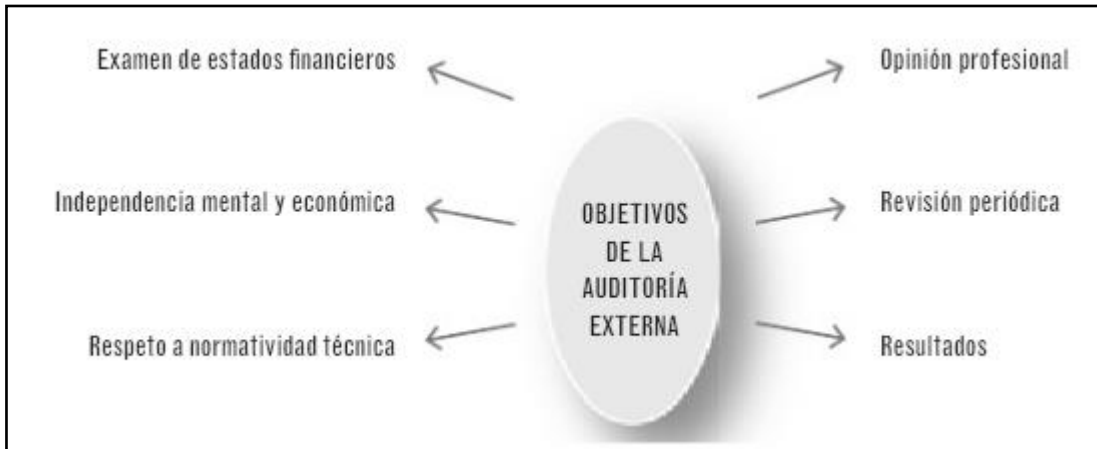 Examen de estados financieros
Independencia mental y económica
Respeto a normatividad técnica
OBJETIVOS
DE LA
AUDITORÍA
EXTERNA
Opinión profesional
Revisión periódica
Resultados